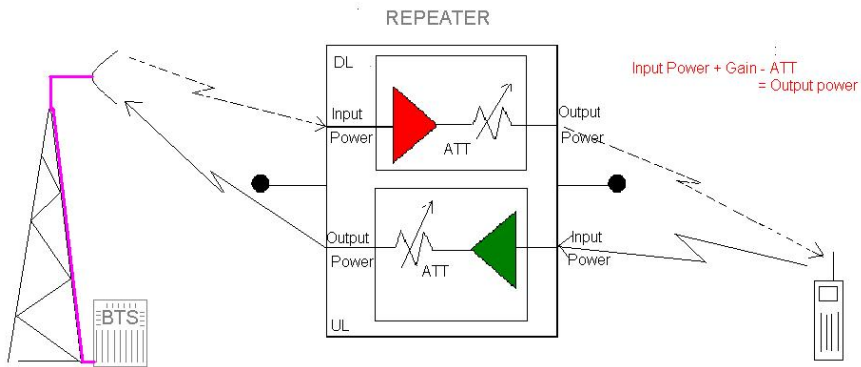 REPEATER
DL
Input Power + Gain - ATT
= Output power
Input
Power
Output
Power
ATT
Output
Power
Input
Power
ATT
BTS
UL